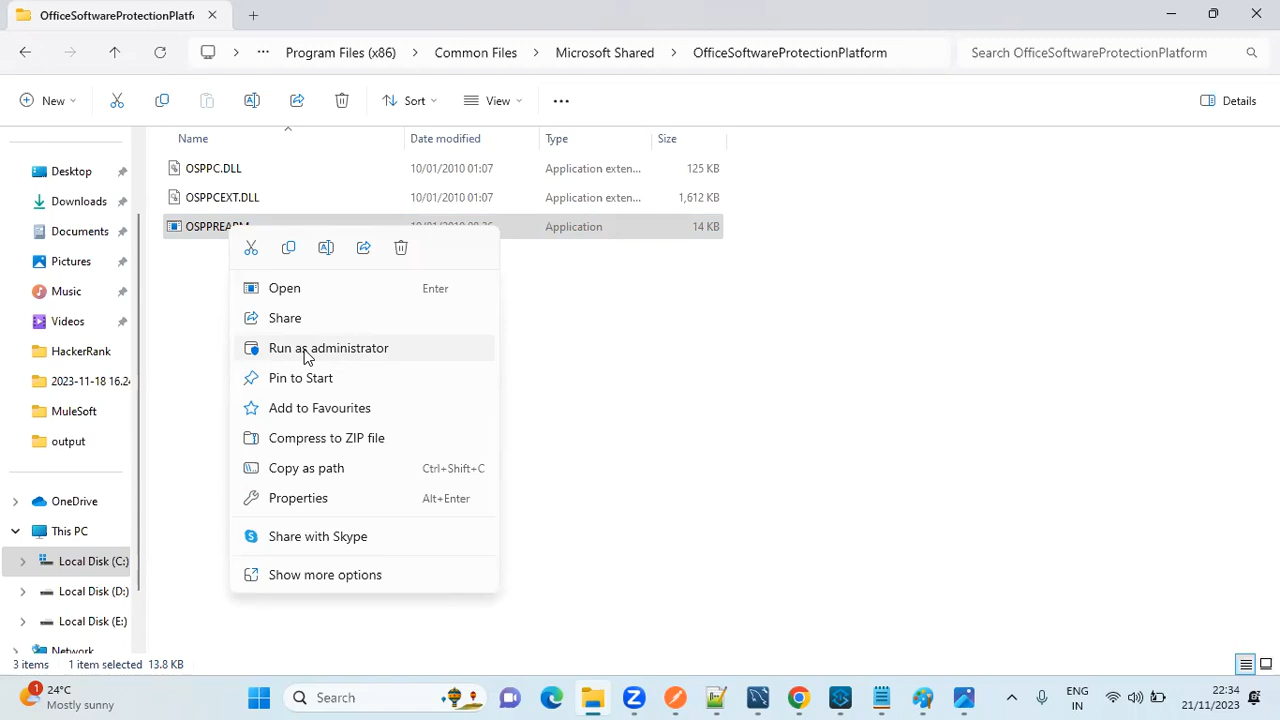 OfficeSoftwareProtectionPlatf
Program Files (x86) Common Files Microsoft Shared OfficeSoftwareProtectionPlatform Search OfficeSoftwareProtectionPlatform
New Sort View Details
Name Date modified Type Size
OSPPC.DLL 10/01/2010 01:07 Application exten... 125 KB
OSPPCEXT.DLL 10/01/2010 01:07 Application exten... 1,612 KB
OSPPREARM Application 14 KB
Desktop
Downloads
Documents
Pictures
Music
Videos
HackerRank
2023-11-18 16.24
MuleSoft
output
OneDrive
This PC
Local Disk (C:)
Local Disk (D:)
Local Disk (E:)
Network
Open Enter
Share
Run as administrator
Pin to Start
Add to Favourites
Compress to ZIP file
Copy as path Ctrl+Shift+C
Properties Alt+Enter
Share with Skype
Show more options
3 items 1 item selected 13.8 KB
1
24°C
Mostly sunny
Search
ENG
IN
22:34
21/11/2023